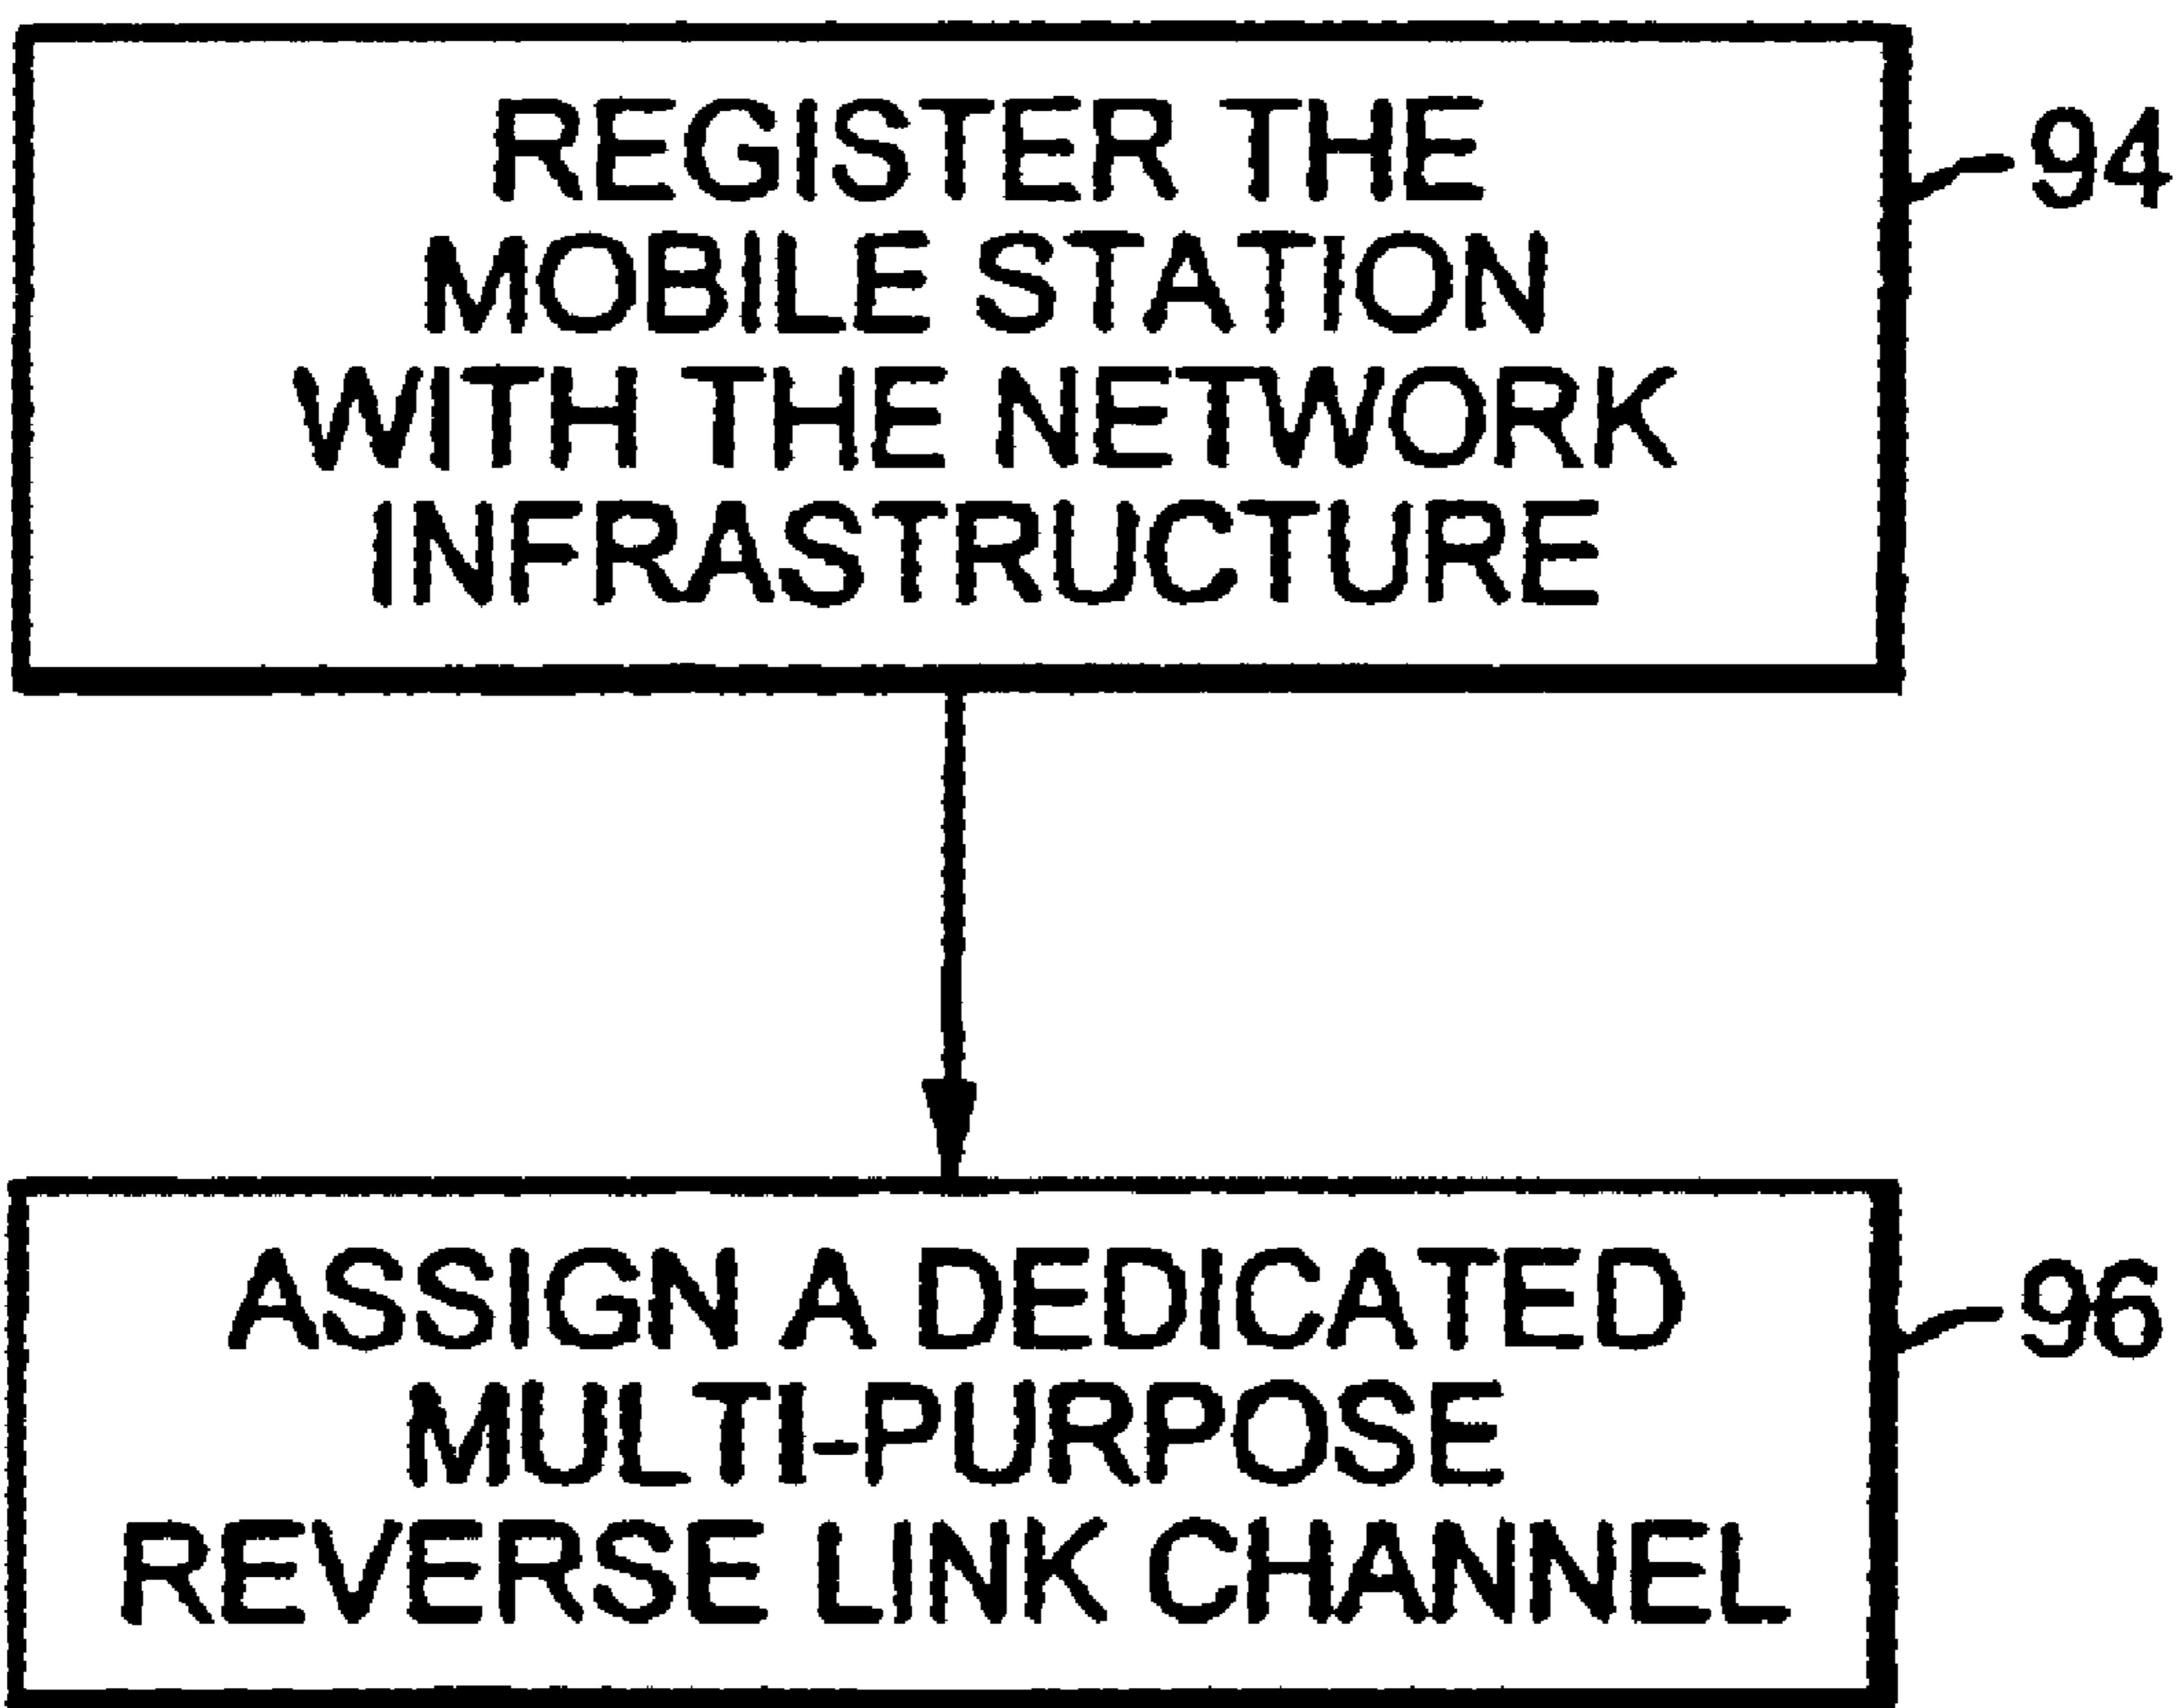 REGISTER THE
MOBILE STATION
WITH THE NETWORK
INFRASTRUCTURE
94
ASSIGN A DEDICATED
MULTI-PURPOSE
REVERSE LINK CHANNEL
96